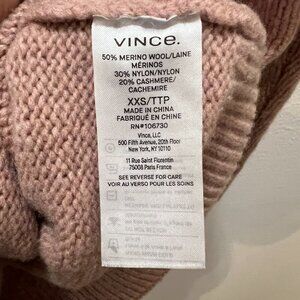 VINCE.
50% MERINO WOOL/LAINE
MÉRINOS
30% NYLON/NYLON
20% CASHMERE/
CACHEMIRE
XXS/TTP
MADE IN CHINA
FABRIQUÉ EN CHINE
RN#106730
Vince, LLC
500 Fifth Avenue, 20th Floor
New York, NY 10110
11 Rue Saint Florentin
75008 Paris France
SEE REVERSE FOR CARE
VOIR AU VERSO POUR LES SOINS